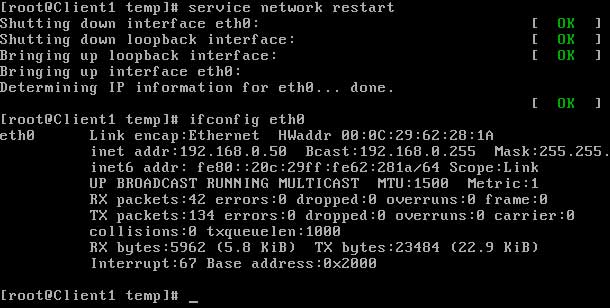 [root@Client1 temp]# service network restart
Shutting down interface eth0: [ OK ]
Shutting down loopback interface: [ OK ]
Bringing up loopback interface: [ OK ]
Bringing up interface eth0:
Determining IP information for eth0... done.
[ OK ]
[root@Client1 temp]# ifconfig eth0
eth0 Link encap:Ethernet HWaddr 00:0C:29:62:28:1A
inet addr:192.168.0.50 Bcast:192.168.0.255 Mask:255.255.
inet6 addr: fe80::20c:29ff:fe62:281a/64 Scope:Link
UP BROADCAST RUNNING MULTICAST MTU:1500 Metric:1
RX packets:42 errors:0 dropped:0 overruns:0 frame:0
TX packets:134 errors:0 dropped:0 overruns:0 carrier:0
collisions:0 txqueuelen:1000
RX bytes:5962 (5.8 KiB) TX bytes:23484 (22.9 KiB)
Interrupt:67 Base address:0x2000
[root@Client1 temp]# _